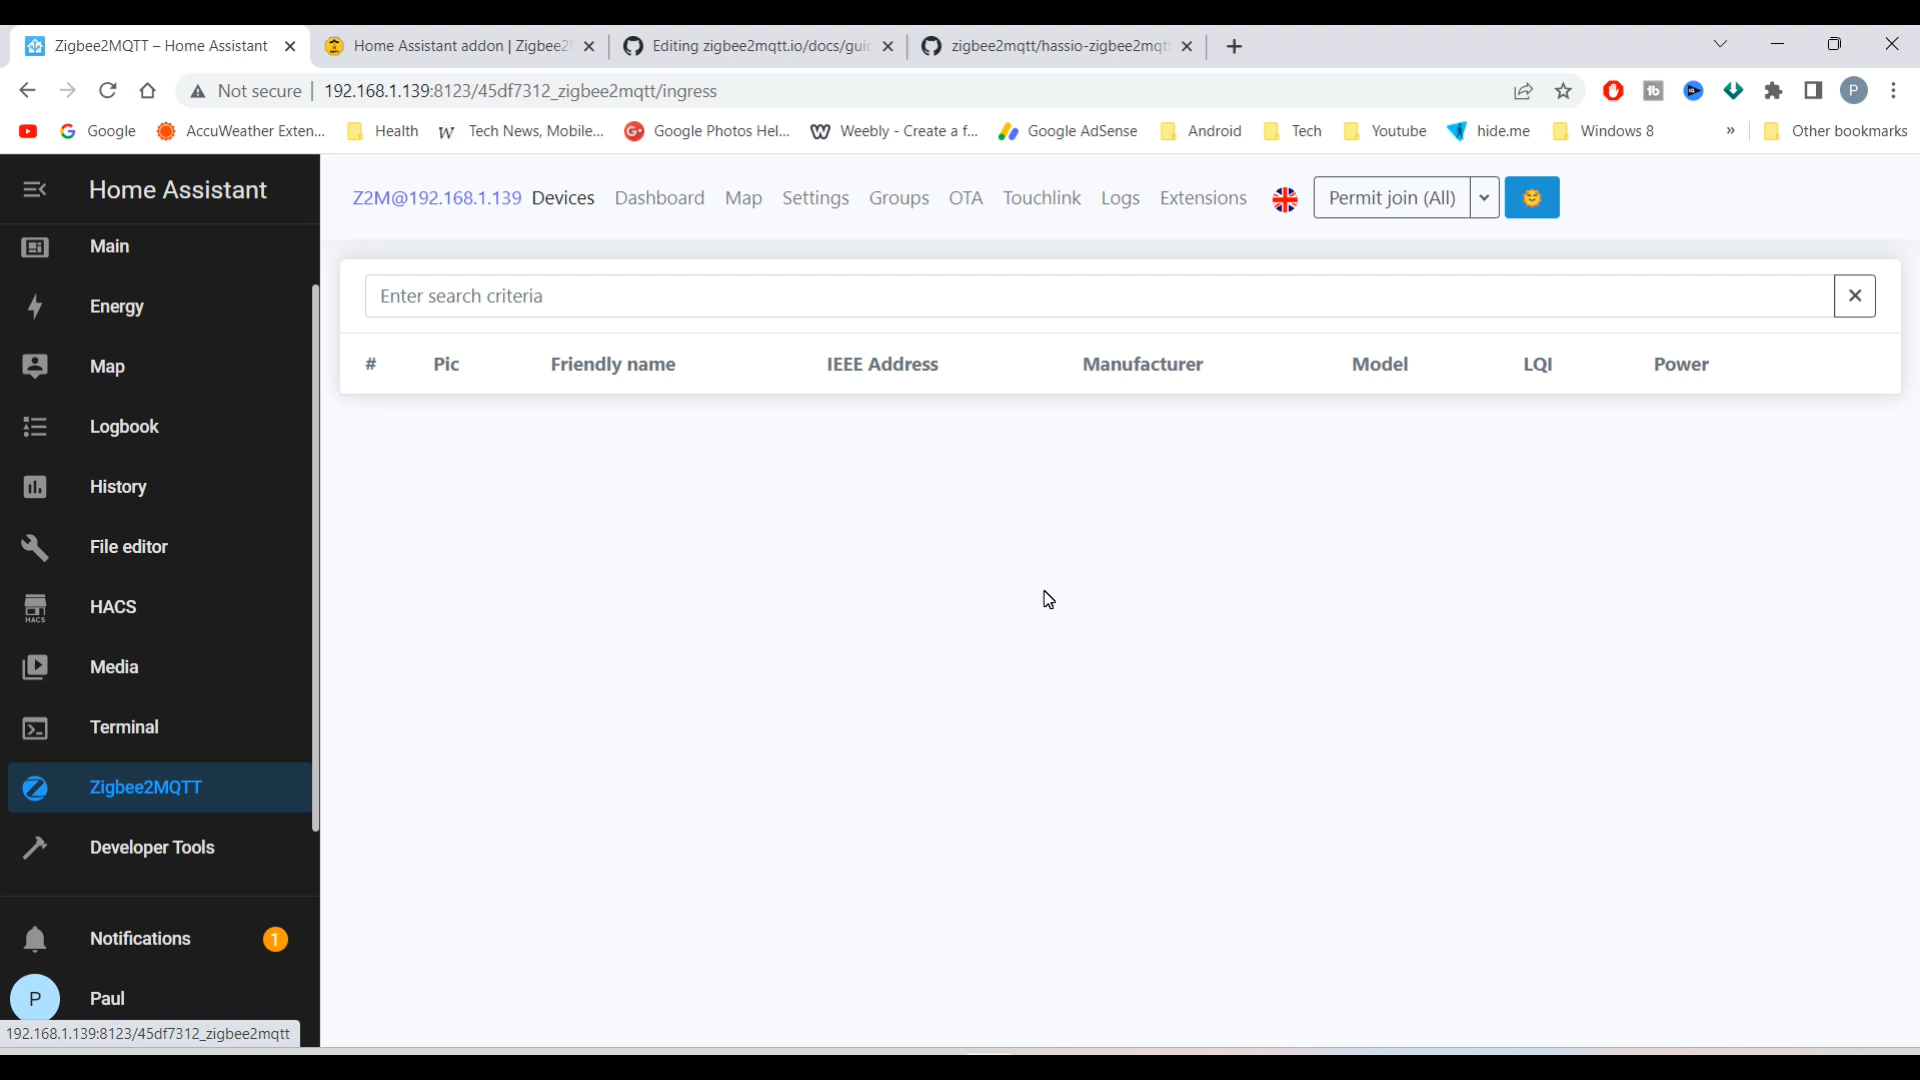 Zigbee2MQTT – Home Assistant
Home Assistant addon | Zigbee2
Editing zigbee2mqtt.io/docs/gui
zigbee2mqtt/hassio-zigbee2mqt
Not secure | 192.168.1.139:8123/45df7312_zigbee2mqtt/ingress
P
Google
AccuWeather Exten...
Health
Tech News, Mobile...
Google Photos Hel...
Weebly - Create a f...
Google AdSense
Android
Tech
Youtube
hide.me
Windows 8
»
Other bookmarks
Home Assistant
Main
Energy
Map
Logbook
History
File editor
HACS
HACS
Media
Terminal
Zigbee2MQTT
Developer Tools
Notifications 1
P Paul
192.168.1.139:8123/45df7312_zigbee2mqtt
Z2M@192.168.1.139 Devices Dashboard Map Settings Groups OTA Touchlink Logs Extensions Permit join (All)
Enter search criteria
# Pic Friendly name IEEE Address Manufacturer Model LQI Power